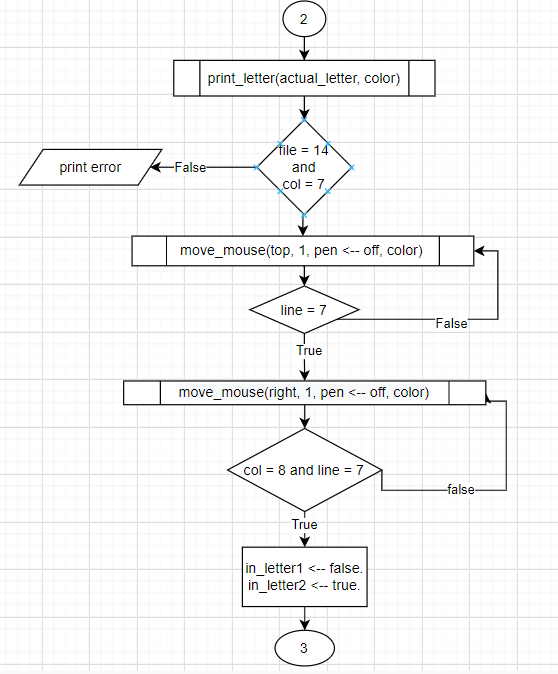 2
print_letter(actual_letter, color)
file = 14
and
col = 7
False
print error
move_mouse(top, 1, pen <-- off, color)
line = 7
False
True
move_mouse(right, 1, pen <-- off, color)
col = 8 and line = 7
false
True
in_letter1 <-- false.
in_letter2 <-- true.
3